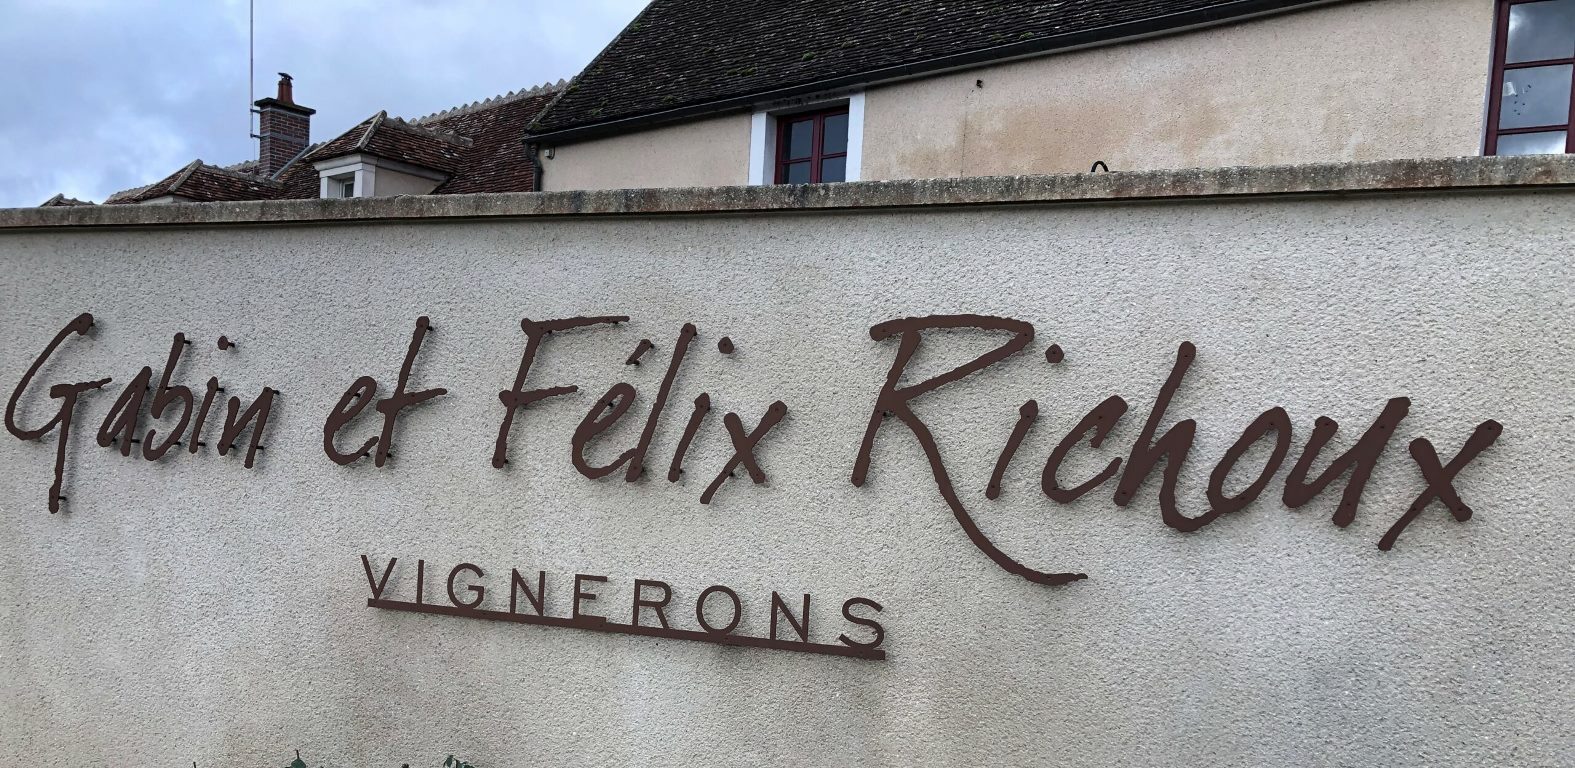 Gabin et Félix Richoux
VIGNERONS